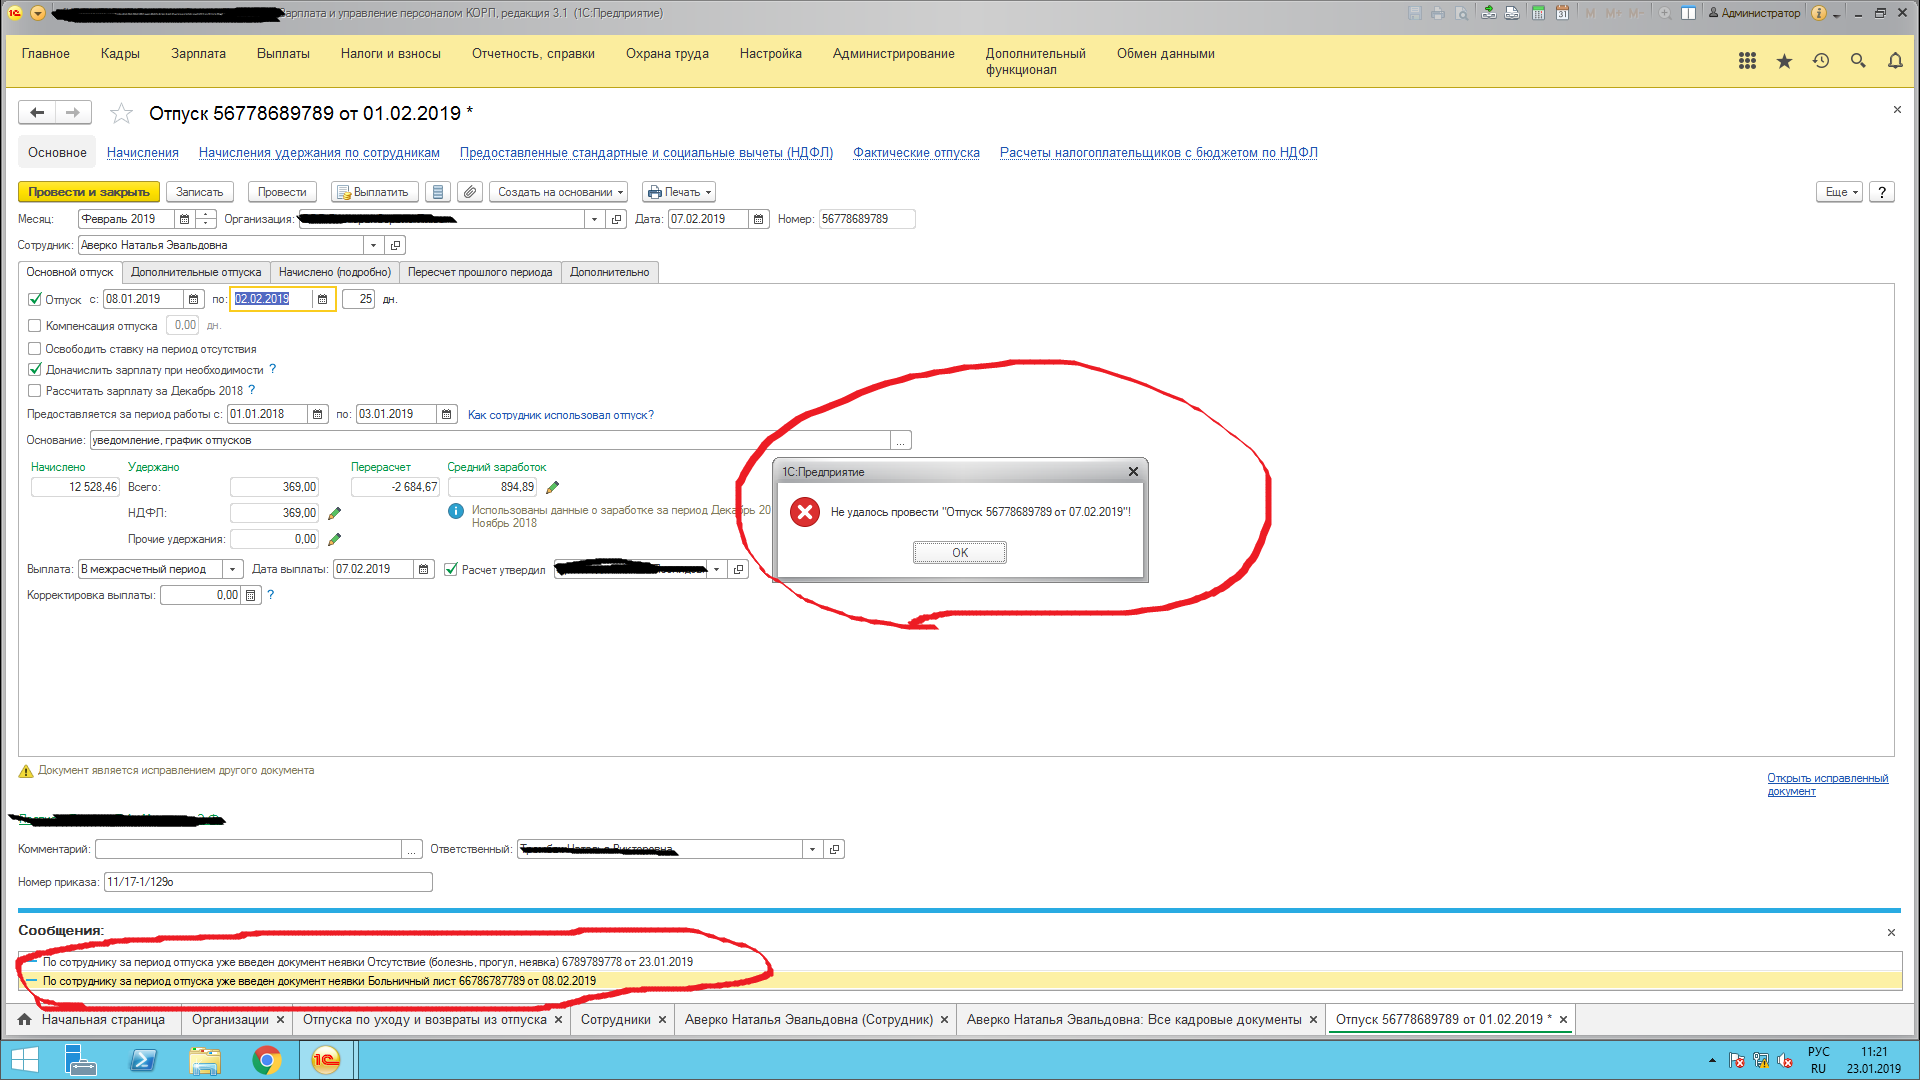 Зарплата и управление персоналом КОРП, редакция 3.1 (1С:Предприятие)
M M+ M-
Администратор
Главное Кадры Зарплата Выплаты Налоги и взносы Отчетность, справки Охрана труда Настройка Администрирование Дополнительный функционал Обмен данными
Отпуск 56778689789 от 01.02.2019 *
Основное Начисления Начисления удержания по сотрудникам Предоставленные стандартные и социальные вычеты (НДФЛ) Фактические отпуска Расчеты налогоплательщиков с бюджетом по НДФЛ
Провести и закрыть Записать Провести Выплатить Создать на основании Печать Еще ?
Месяц: Февраль 2019 Организация: Дата: 07.02.2019 Номер: 56778689789
Сотрудник: Аверко Наталья Эвальдовна
Основной отпуск Дополнительные отпуска Начислено (подробно) Пересчет прошлого периода Дополнительно
Отпуск с: 08.01.2019 по: 02.02.2019 25 дн.
Компенсация отпуска 0,00 дн.
Освободить ставку на период отсутствия
Доначислить зарплату при необходимости ?
Рассчитать зарплату за Декабрь 2018 ?
Предоставляется за период работы с: 01.01.2018 по: 03.01.2019 Как сотрудник использовал отпуск?
Основание: уведомление, график отпусков ...
Начислено Удержано Перерасчет Средний заработок
12 528,46 Всего: 369,00 -2 684,67 894,89
НДФЛ: 369,00
Использованы данные о заработке за период Декабрь 20
Ноябрь 2018
Прочие удержания: 0,00
Выплата: В межрасчетный период Дата выплаты: 07.02.2019 Расчет утвердил
Корректировка выплаты: 0,00 ?
1С:Предприятие
Не удалось провести "Отпуск 56778689789 от 07.02.2019"!
OK
Документ является исправлением другого документа
Открыть исправленный
документ
Комментарий: ... Ответственный: Наталья Викторовна
Номер приказа: 11/17-1/129о
Сообщения:
По сотруднику за период отпуска уже введен документ неявки Отсутствие (болезнь, прогул, неявка) 6789789778 от 23.01.2019
По сотруднику за период отпуска уже введен документ неявки Больничный лист 66786787789 от 08.02.2019
Начальная страница Организации Отпуска по уходу и возвраты из отпуска Сотрудники Аверко Наталья Эвальдовна (Сотрудник) Аверко Наталья Эвальдовна: Все кадровые документы Отпуск 56778689789 от 01.02.2019 *
РУС 11:21
RU 23.01.2019